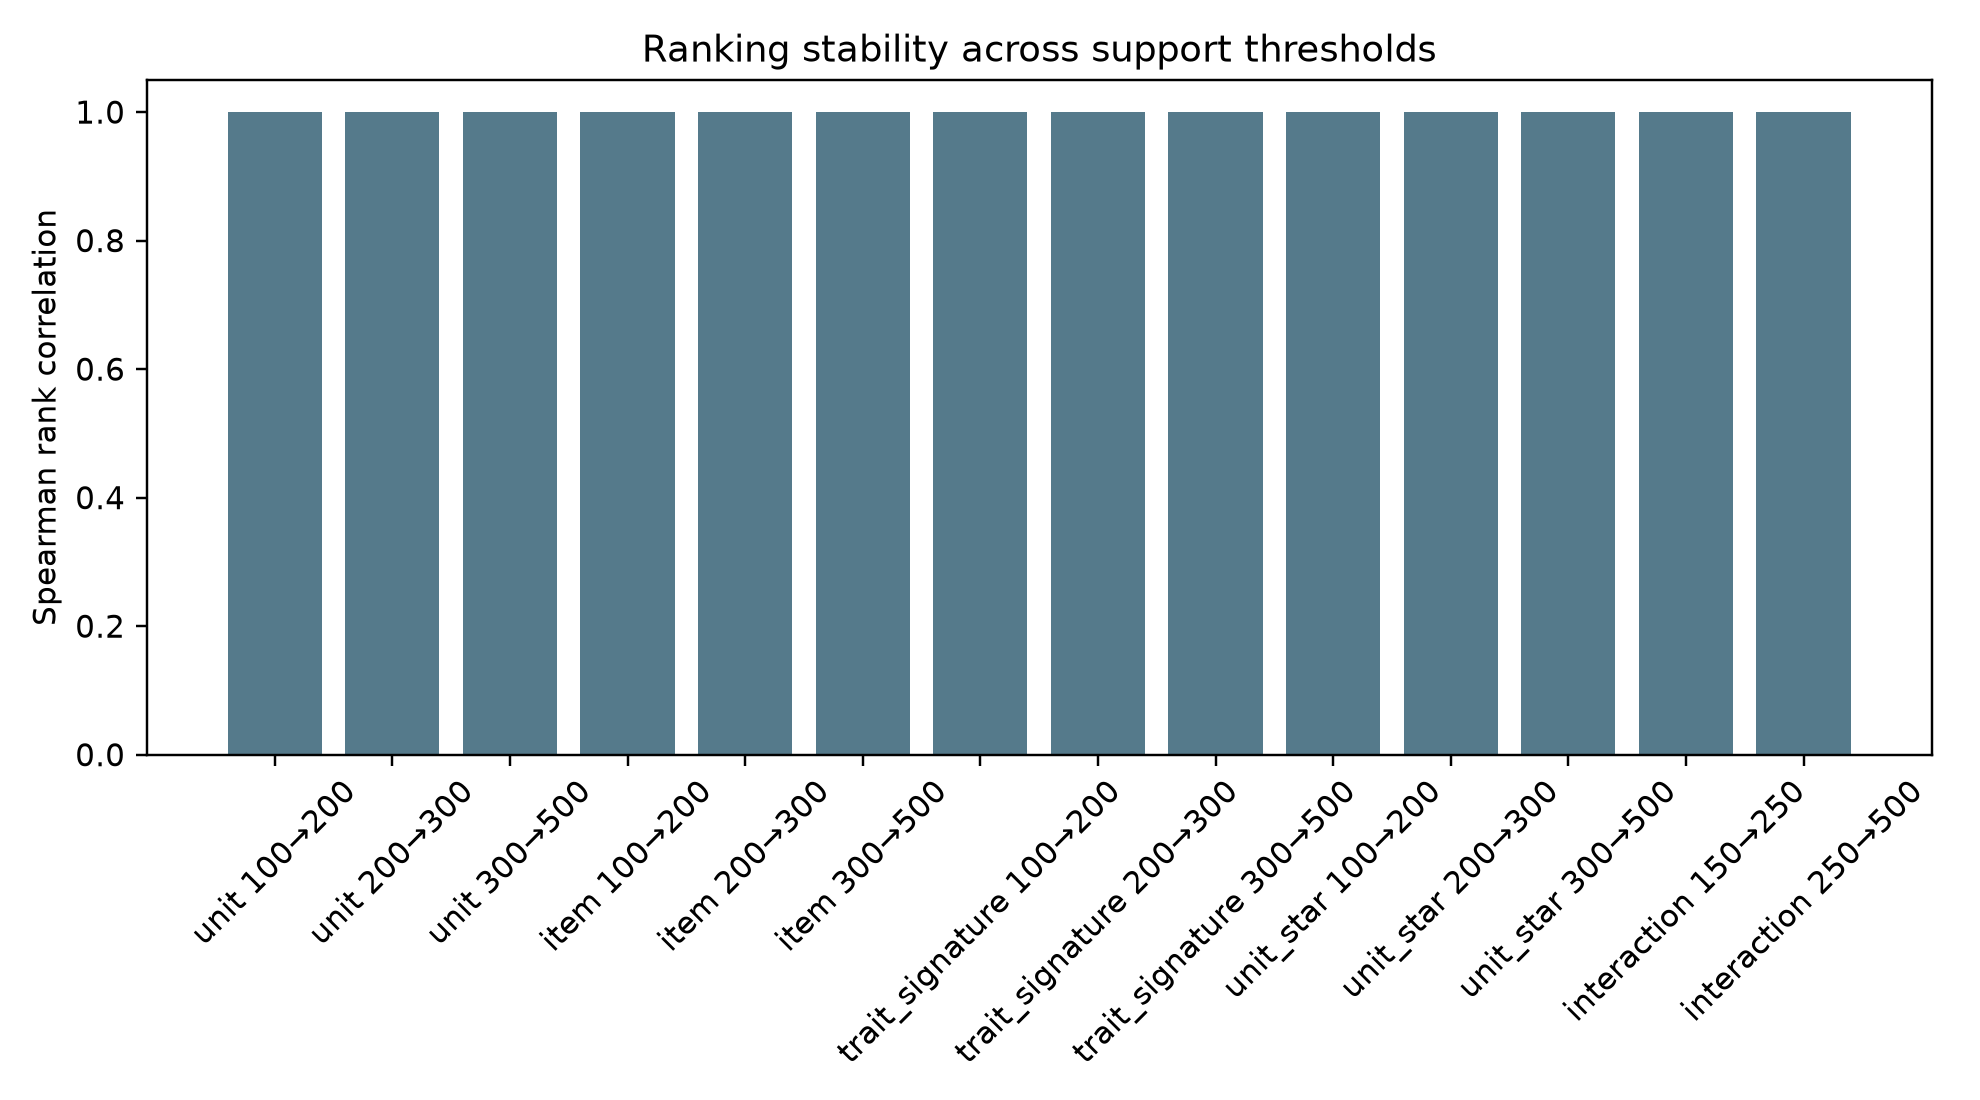 Ranking stability across support thresholds
Spearman rank correlation
1.0
0.8
0.6
0.4
0.2
0.0
unit 100→200
unit 200→300
unit 300→500
item 100→200
item 200→300
item 300→500
trait_signature 100→200
trait_signature 200→300
trait_signature 300→500
unit_star 100→200
unit_star 200→300
unit_star 300→500
interaction 150→250
interaction 250→500